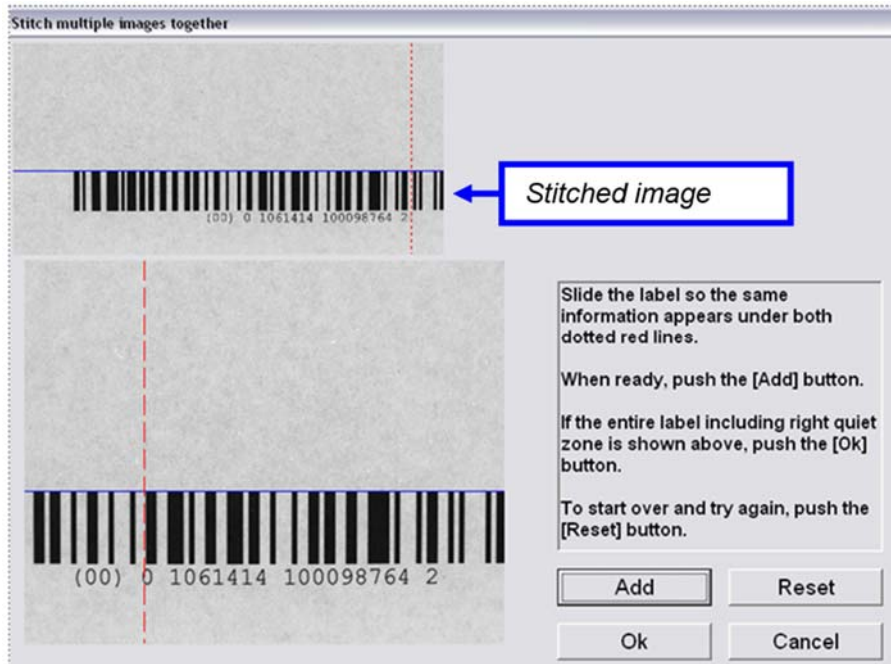 Stitch multiple images together
Stitched image
(00) 0 1061414 100098764 2
Slide the label so the same
information appears under both
dotted red lines.
When ready, push the [Add] button.
If the entire label including right quiet
zone is shown above, push the [Ok]
button.
To start over and try again, push the
[Reset] button.
(00) 0 1061414 100098764 2
Add
Reset
Ok
Cancel